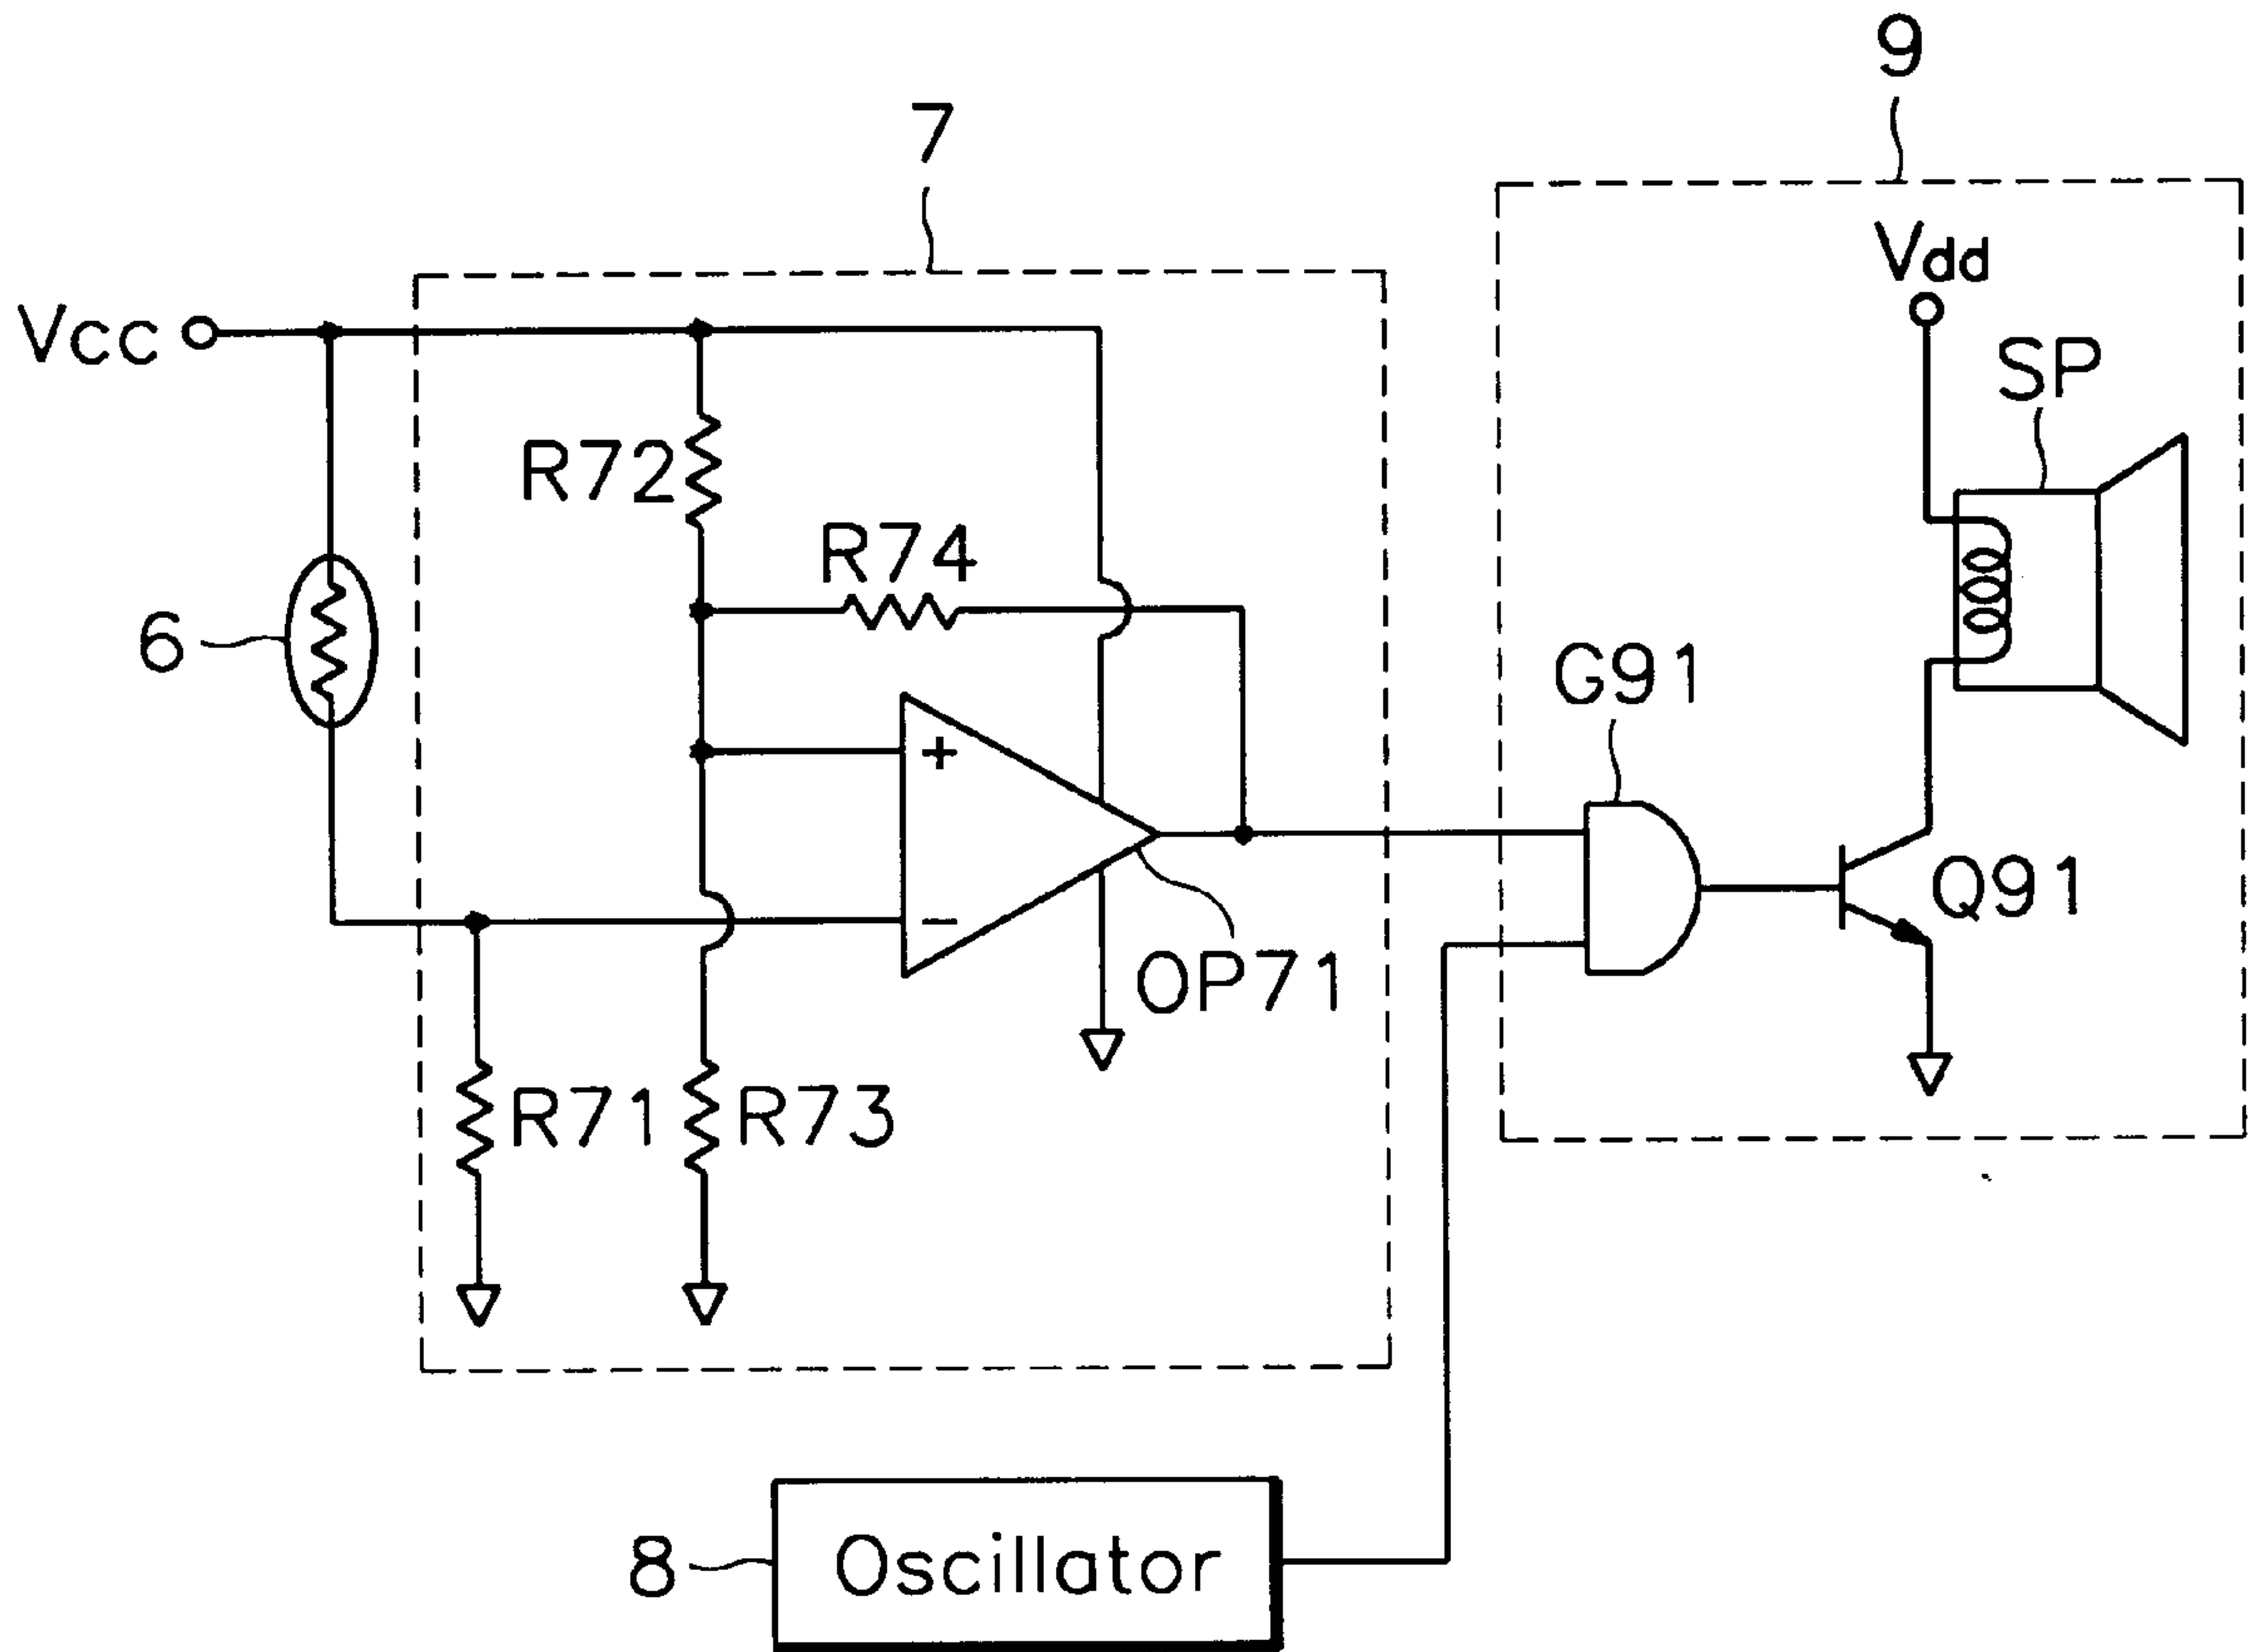 9
7
Vdd
Vcc
SP
R72
R74
6
G91
+
Q91
-
OP71
R71
R73
8
Oscillator